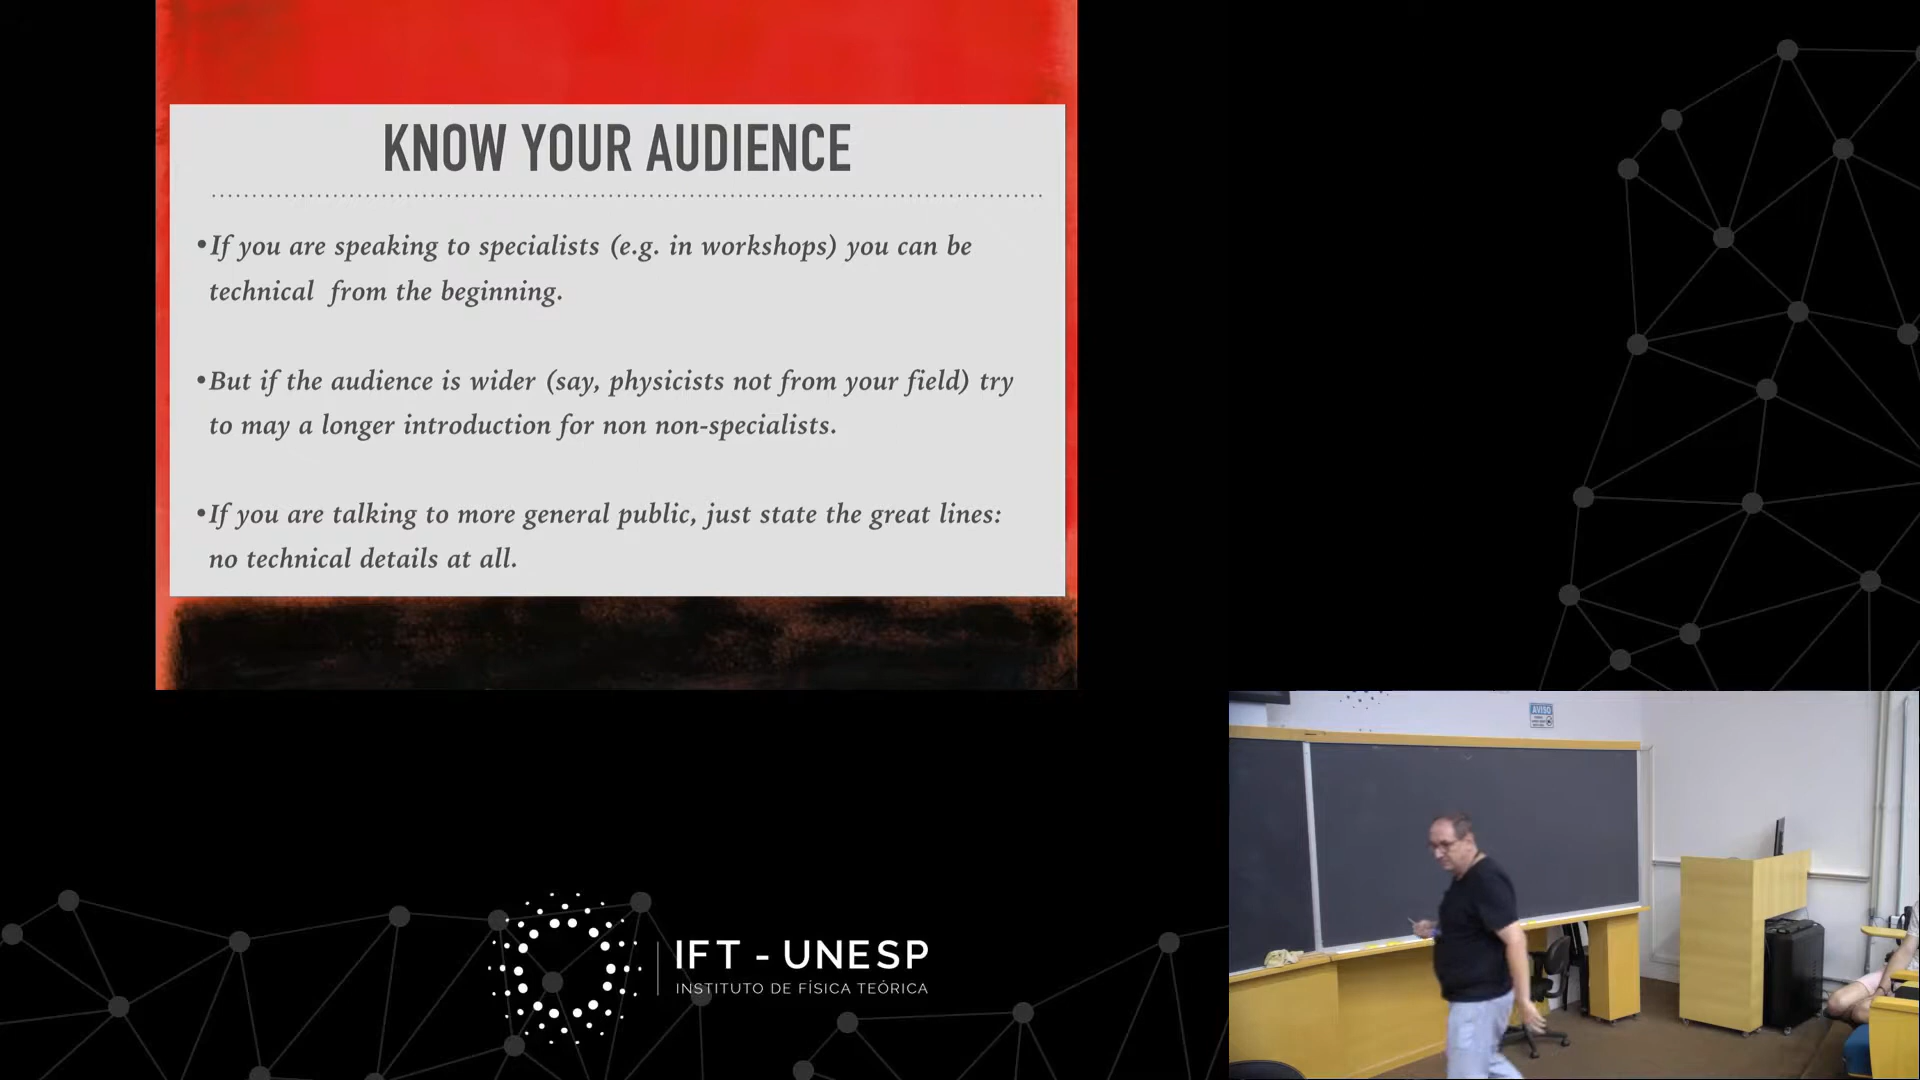 KNOW YOUR AUDIENCE
•If you are speaking to specialists (e.g. in workshops) you can be
technical from the beginning.
•But if the audience is wider (say, physicists not from your field) try
to may a longer introduction for non non-specialists.
•If you are talking to more general public, just state the great lines:
no technical details at all.
IFT - UNESP
INSTITUTO DE FÍSICA TEÓRICA
AVISO